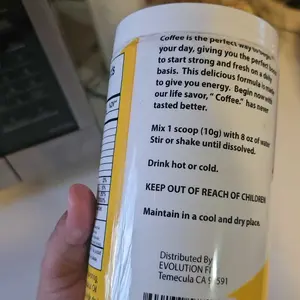 Coffee is the perfect way to
your day, giving you the perfect
to start strong and fresh on a daily
basis. This delicious formula is made
to give you energy. Begin now with
our life savor, " Coffee." has never
tasted better.
Mix 1 scoop (10g) with 8 oz of water
Stir or shake until dissolved.
Drink hot or cold.
KEEP OUT OF REACH OF CHILDREN
Maintain in a cool and dry place.
Distributed By
EVOLUTION
Temecula CA